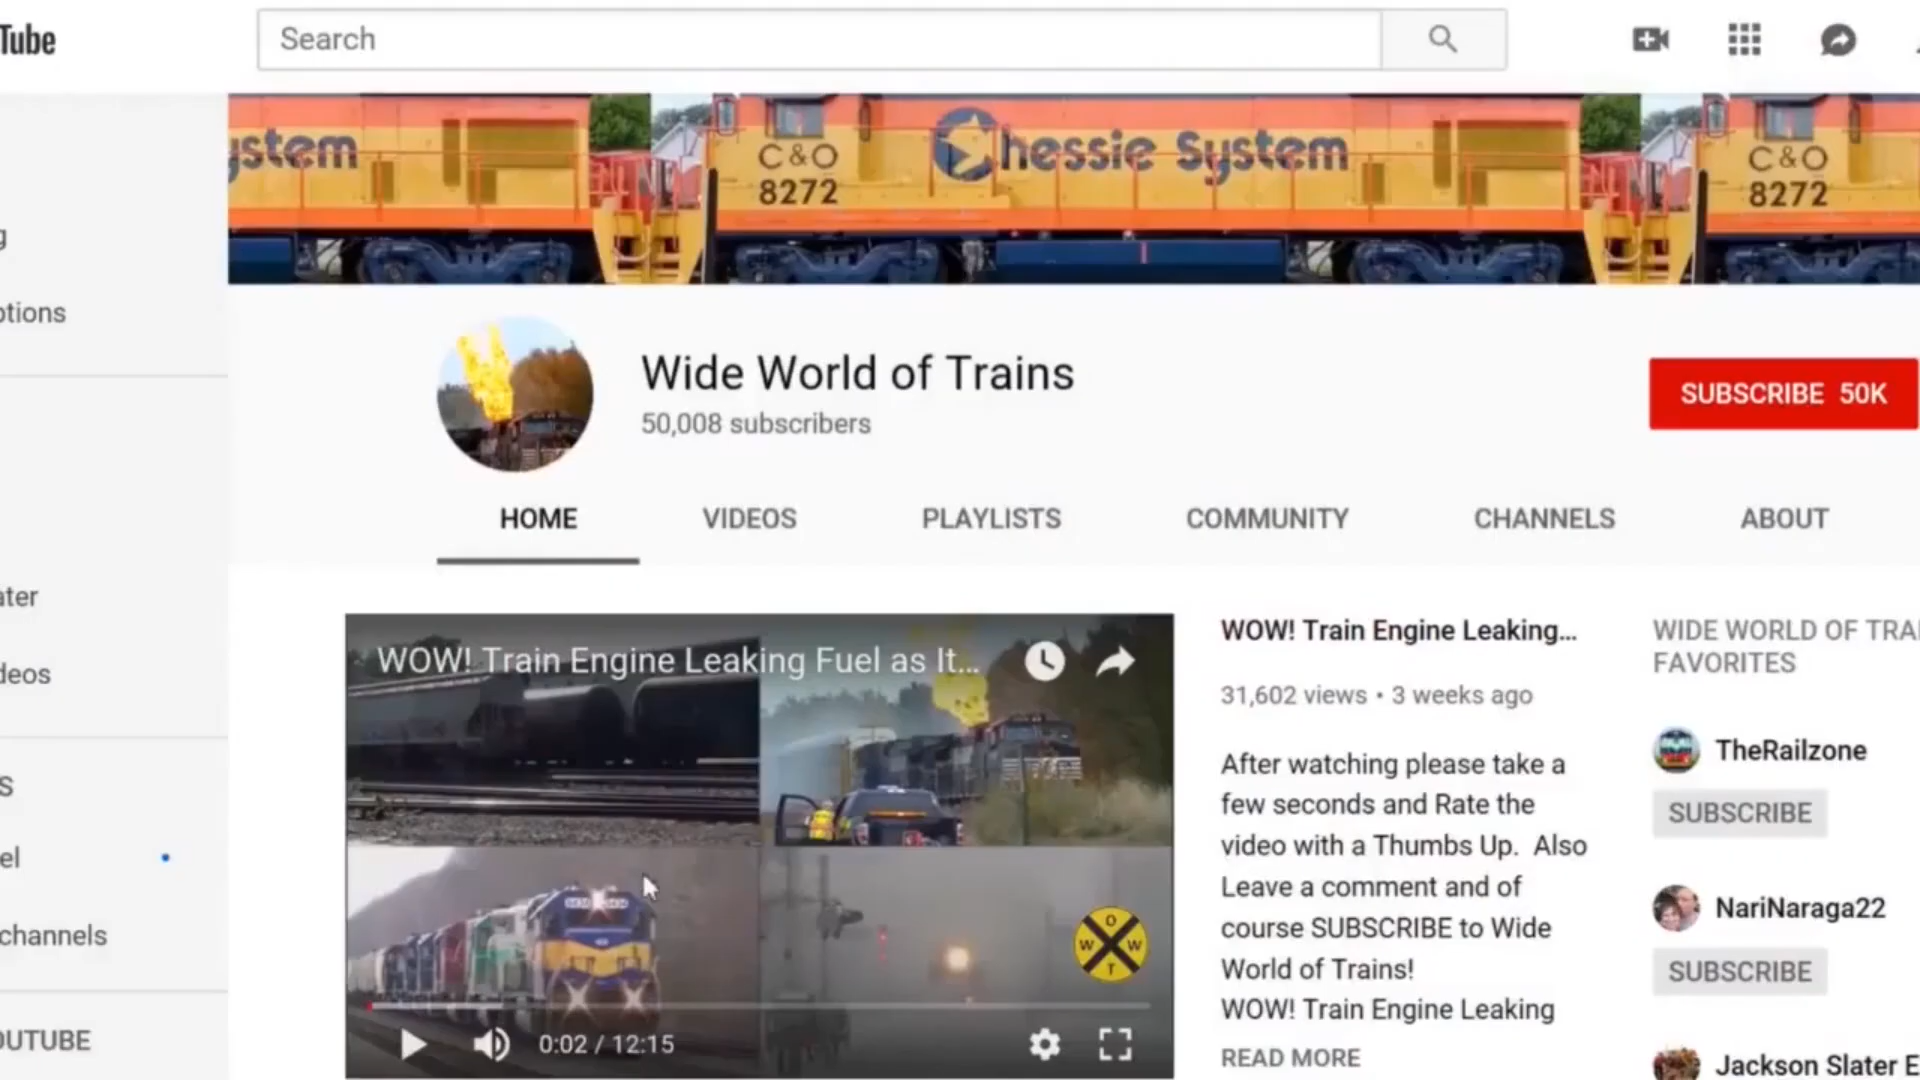 Tube
Search
ystem
C&O
8272
Chessie System
C&O
8272
g
otions
Wide World of Trains
50,008 subscribers
SUBSCRIBE 50K
HOME
VIDEOS
PLAYLISTS
COMMUNITY
CHANNELS
ABOUT
ater
deos
S
el
channels
OUTUBE
WOW! Train Engine Leaking Fuel as It...
O
W W
T
0:02 / 12:15
WOW! Train Engine Leaking...
31,602 views • 3 weeks ago
After watching please take a
few seconds and Rate the
video with a Thumbs Up. Also
Leave a comment and of
course SUBSCRIBE to Wide
World of Trains!
WOW! Train Engine Leaking
READ MORE
WIDE WORLD OF TRAI
FAVORITES
TheRailzone
SUBSCRIBE
NariNaraga22
SUBSCRIBE
Jackson Slater E